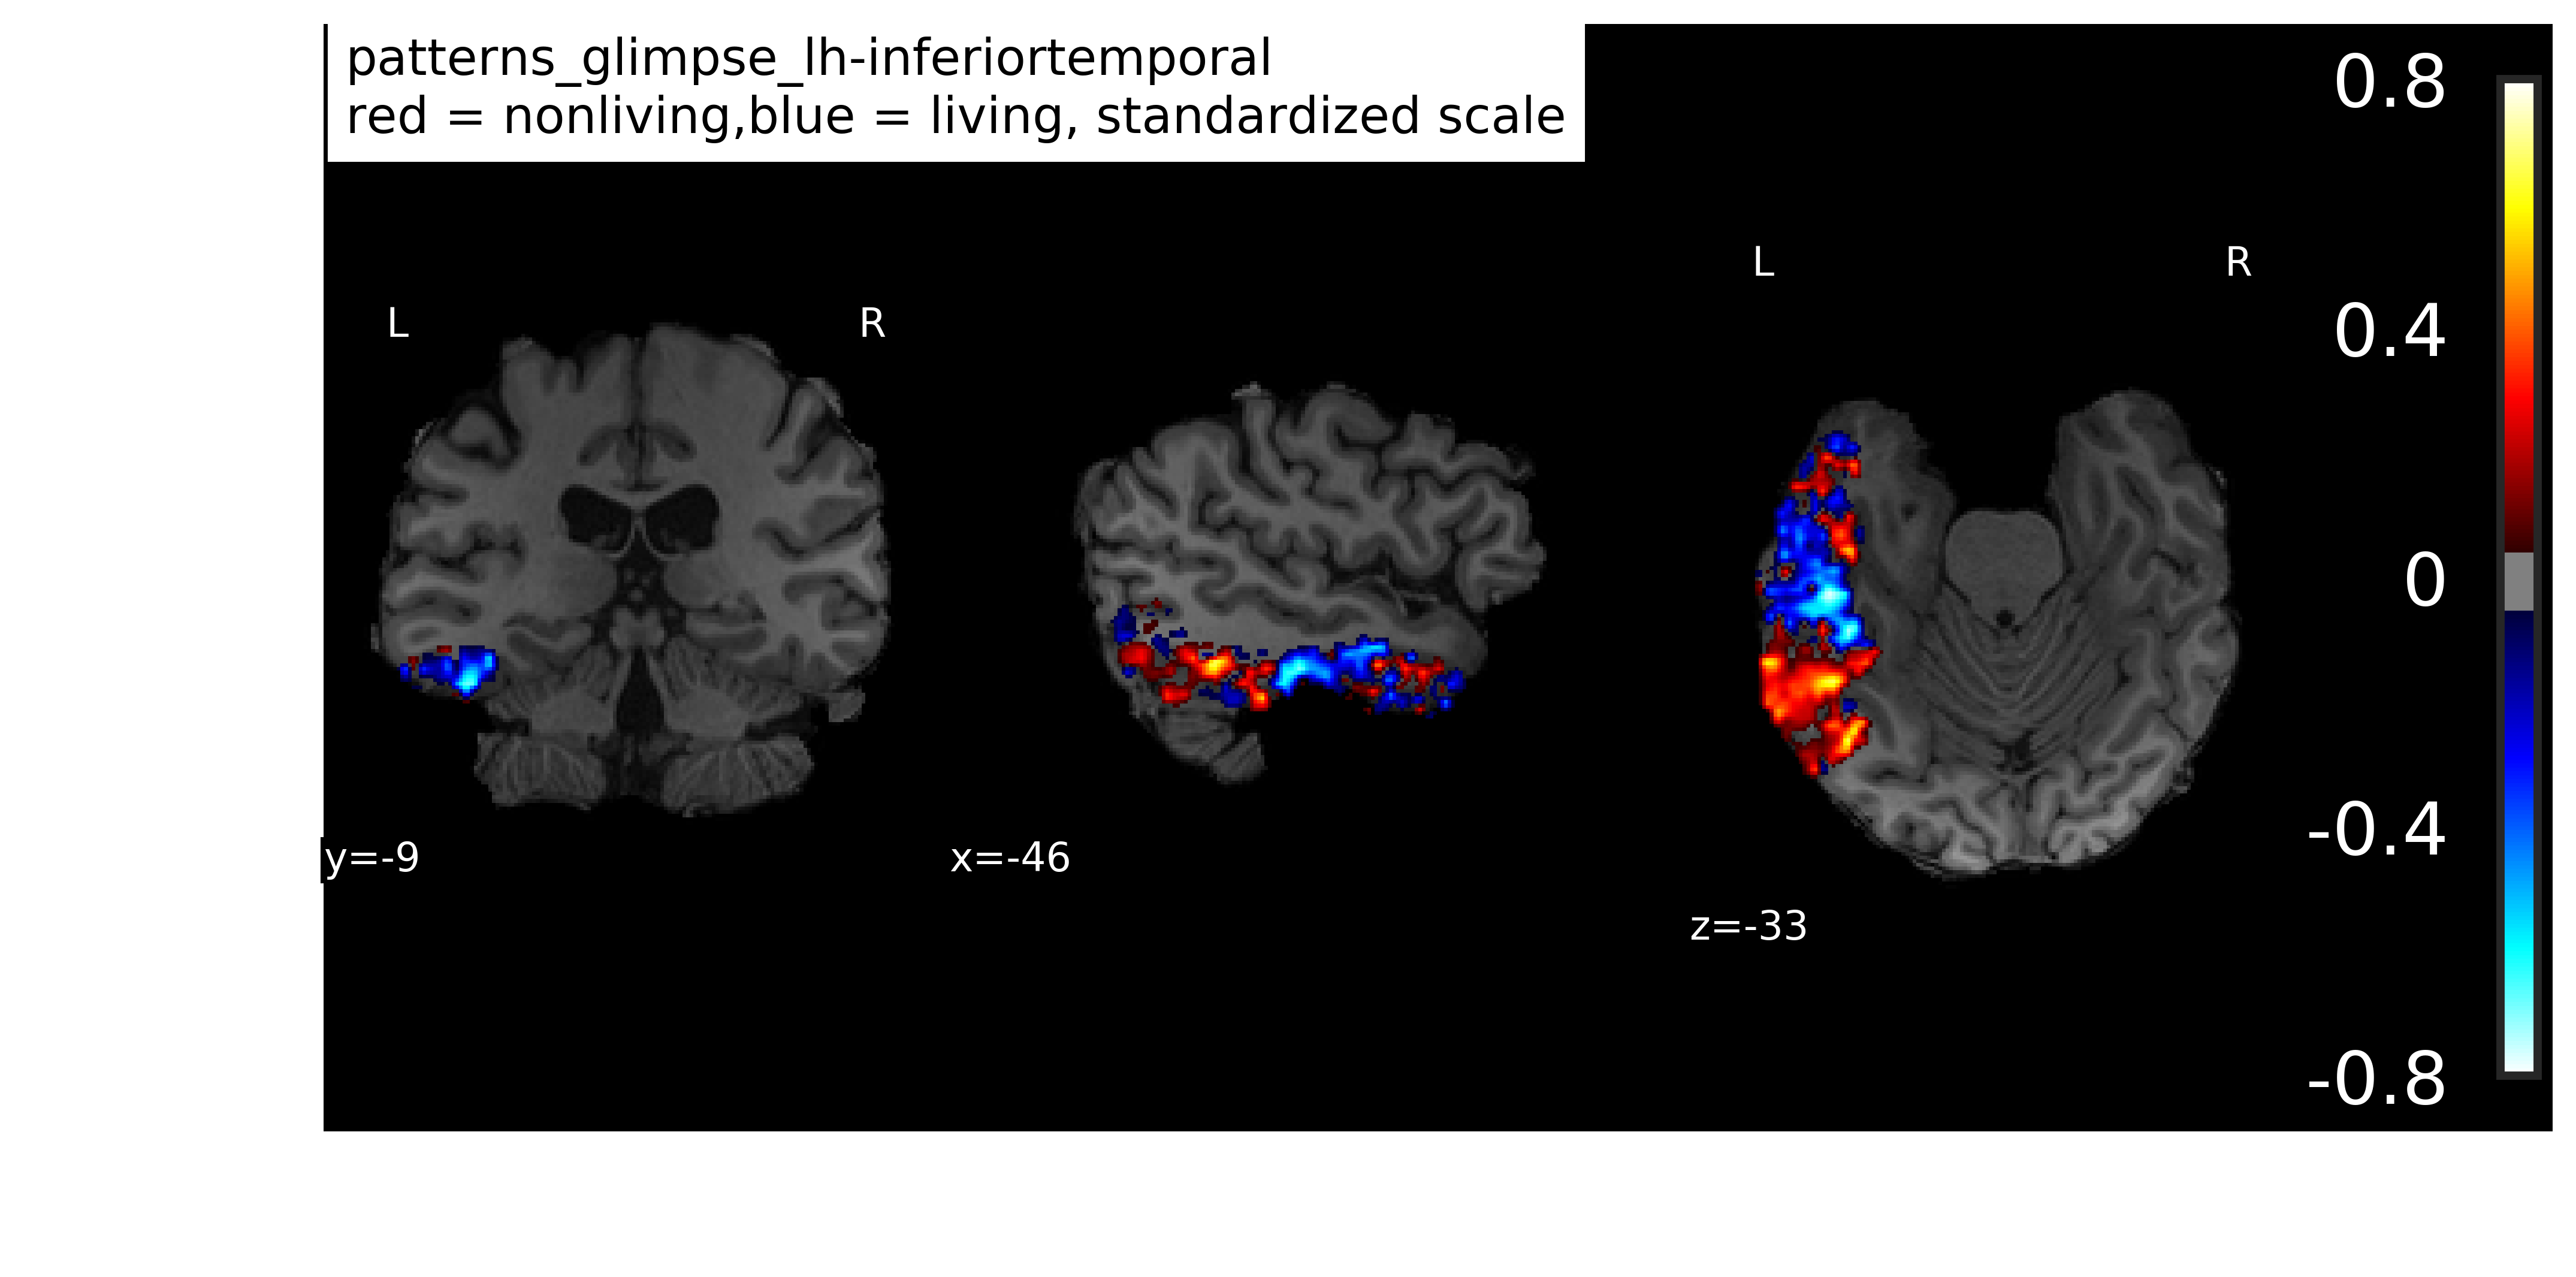 patterns_glimpse_lh-inferiortemporal
red = nonliving,blue = living, standardized scale
L
R
L
R
y=-9
x=-46
z=-33
0.8
0.4
0
-0.4
-0.8